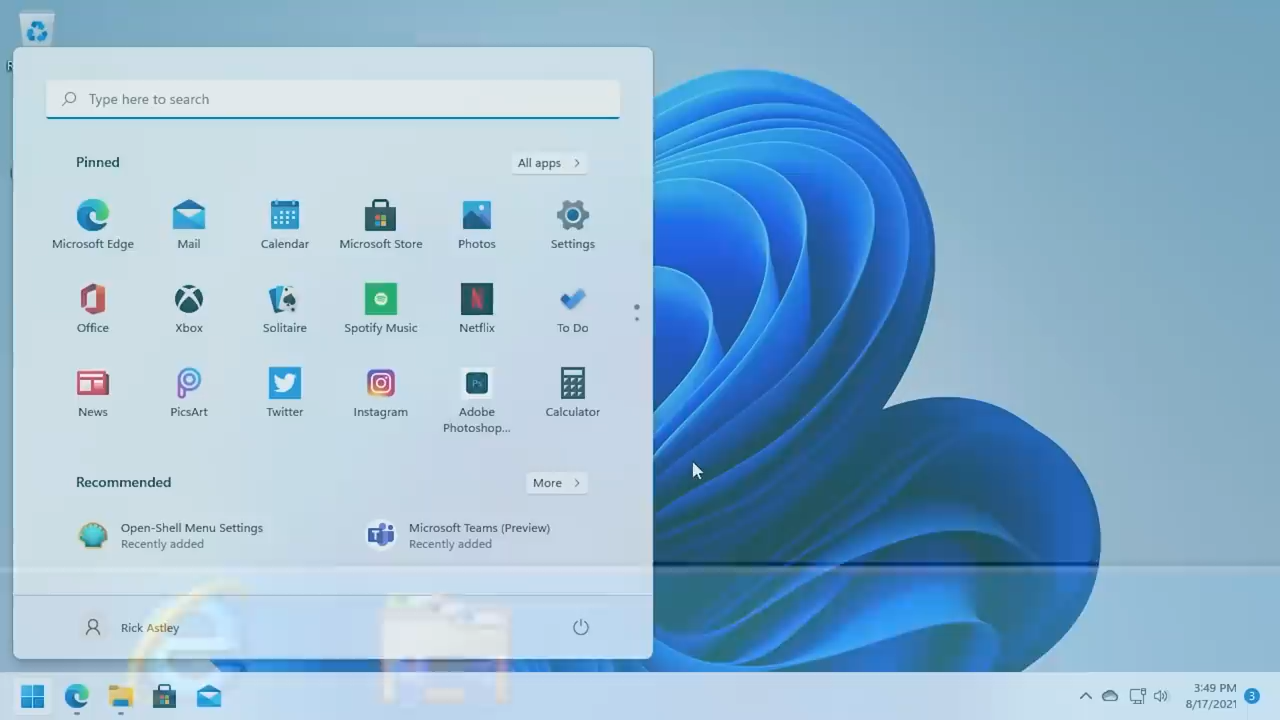 R
Type here to search
Pinned
All apps
Microsoft Edge
Mail
Calendar
Microsoft Store
Photos
Settings
Office
Xbox
Solitaire
Spotify Music
Netflix
To Do
News
PicsArt
Twitter
Instagram
Adobe
Photoshop...
Calculator
Recommended
More
Open-Shell Menu Settings
Recently added
Microsoft Teams (Preview)
Recently added
Rick Astley
3:49 PM
8/17/2021
3